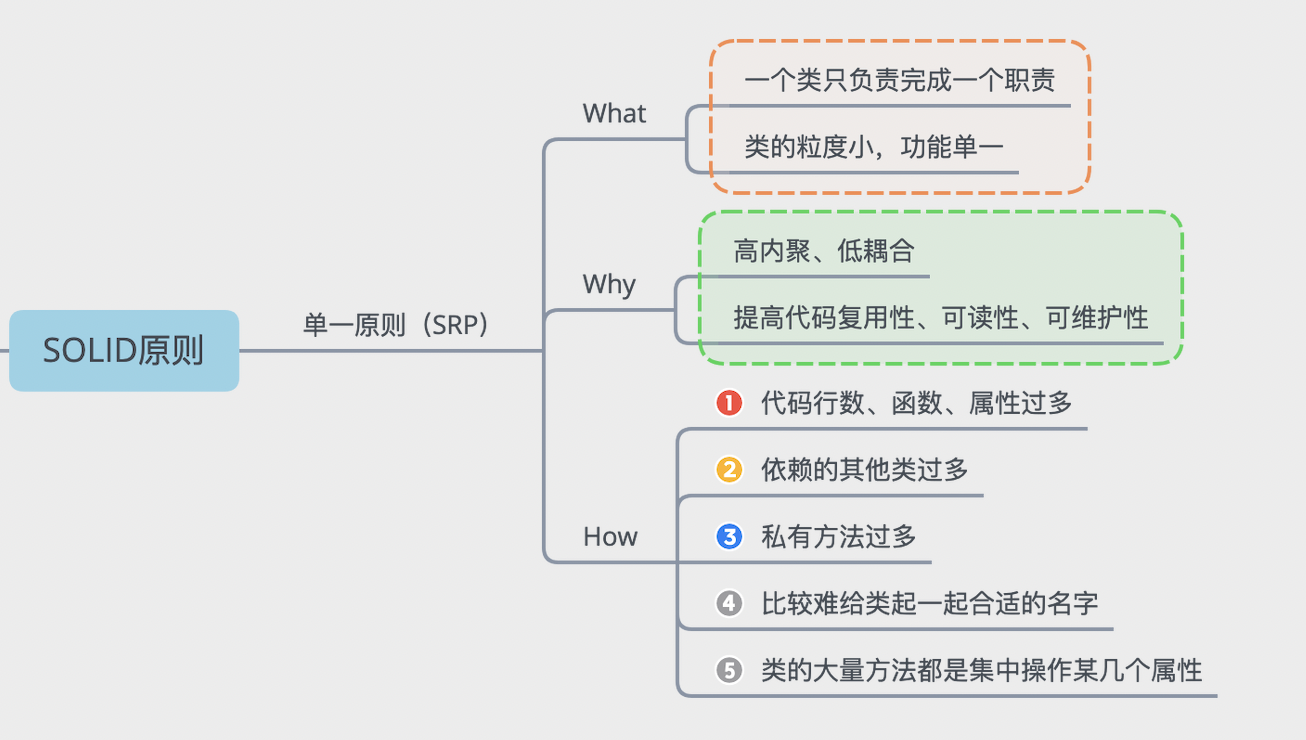 SOLID原则
单一原则（SRP）
What
一个类只负责完成一个职责
类的粒度小，功能单一
Why
高内聚、低耦合
提高代码复用性、可读性、可维护性
How
1 代码行数、函数、属性过多
2 依赖的其他类过多
3 私有方法过多
4 比较难给类起一起合适的名字
5 类的大量方法都是集中操作某几个属性